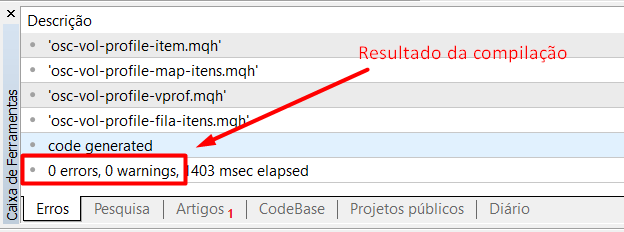 Descrição
'osc-vol-profile-item.mqh'
Resultado da compilação
'osc-vol-profile-map-itens.mqh'
'osc-vol-profile-vprof.mqh'
'osc-vol-profile-fila-itens.mqh'
code generated
0 errors, 0 warnings, 1403 msec elapsed
Caixa de Ferramentas
Erros Pesquisa Artigos 1 CodeBase Projetos públicos Diário